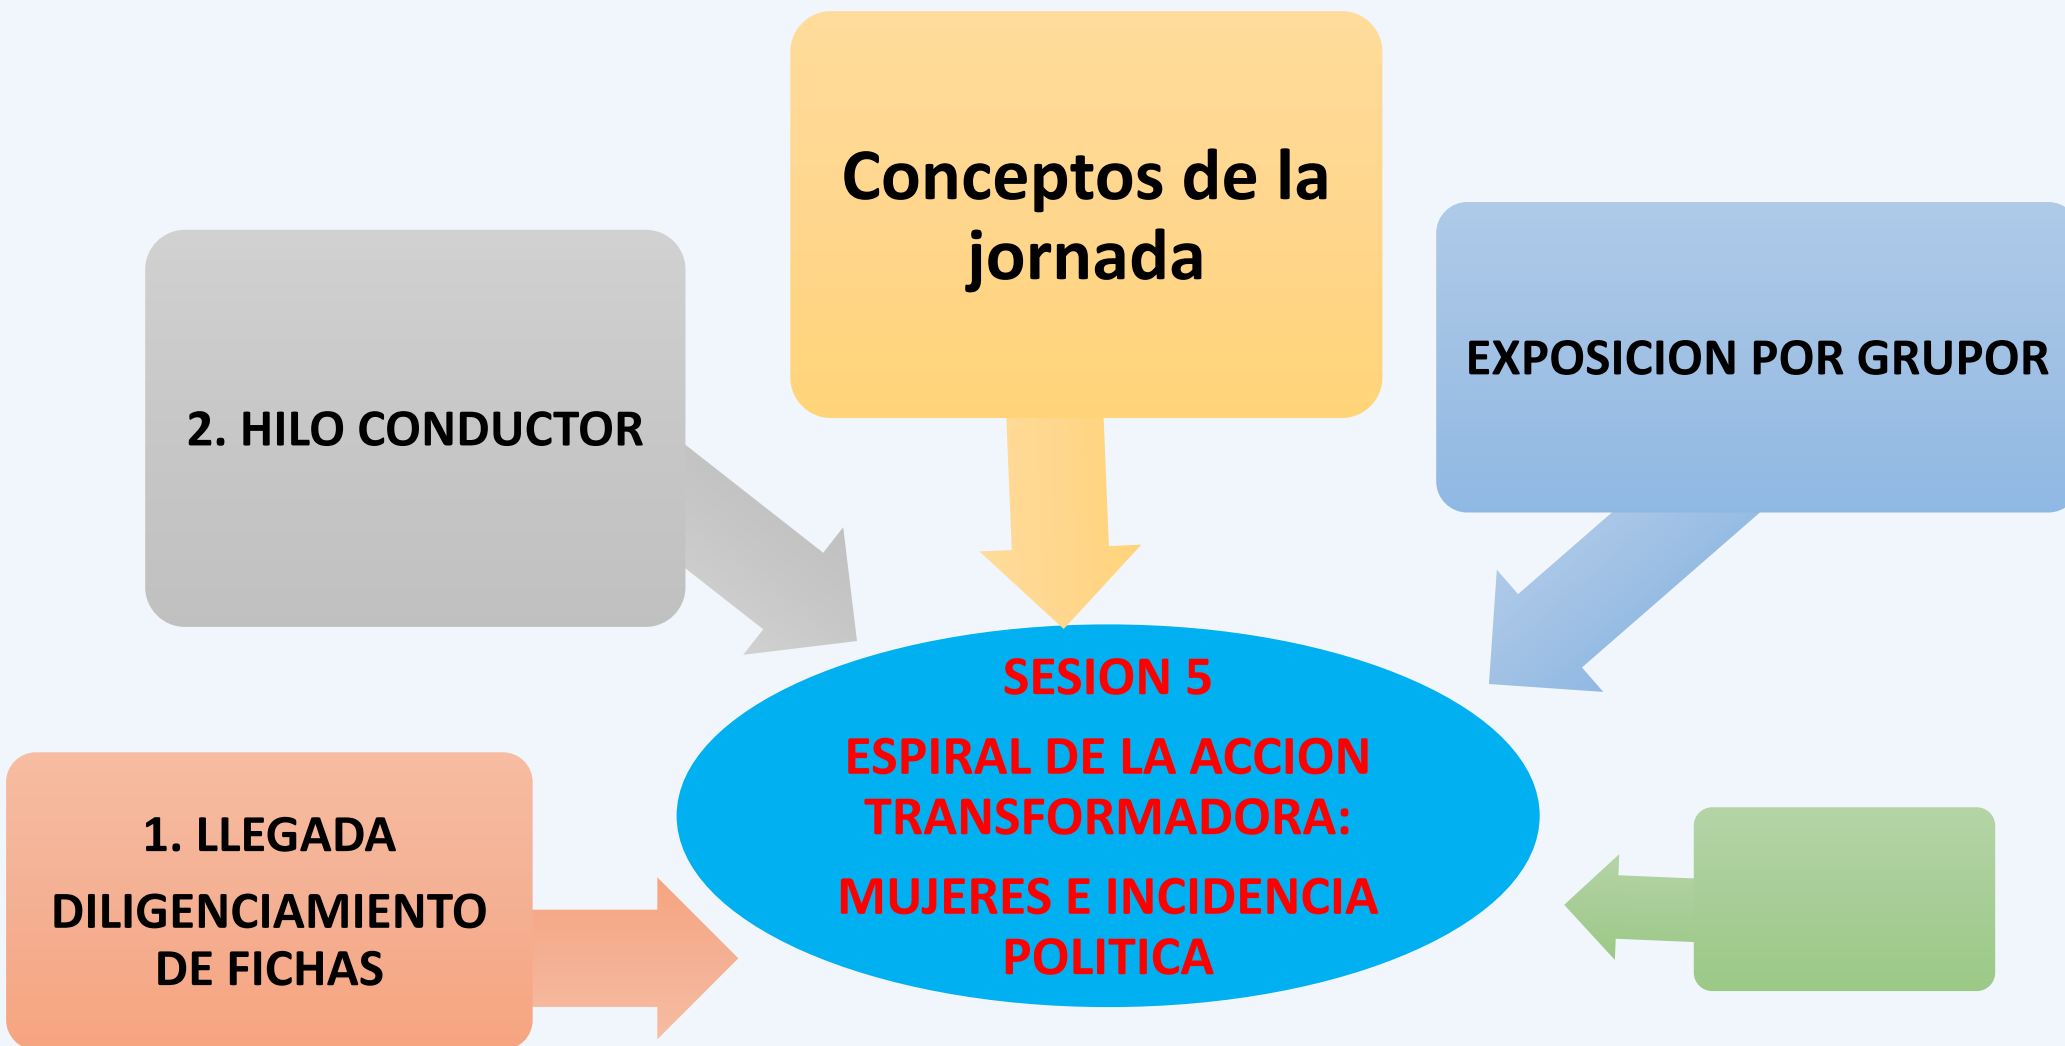 Conceptos de la
jornada
EXPOSICION POR GRUPOR
2. HILO CONDUCTOR
SESION 5
ESPIRAL DE LA ACCION
TRANSFORMADORA:
MUJERES E INCIDENCIA
POLITICA
1. LLEGADA
DILIGENCIAMIENTO
DE FICHAS